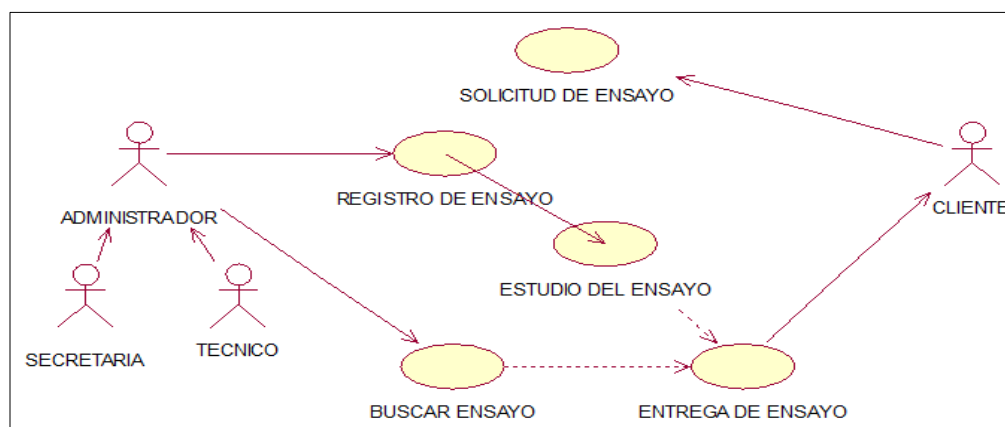 SOLICITUD DE ENSAYO
REGISTRO DE ENSAYO
ADMINISTRADOR
CLIENTE
ESTUDIO DEL ENSAYO
SECRETARIA
TECNICO
BUSCAR ENSAYO
ENTREGA DE ENSAYO